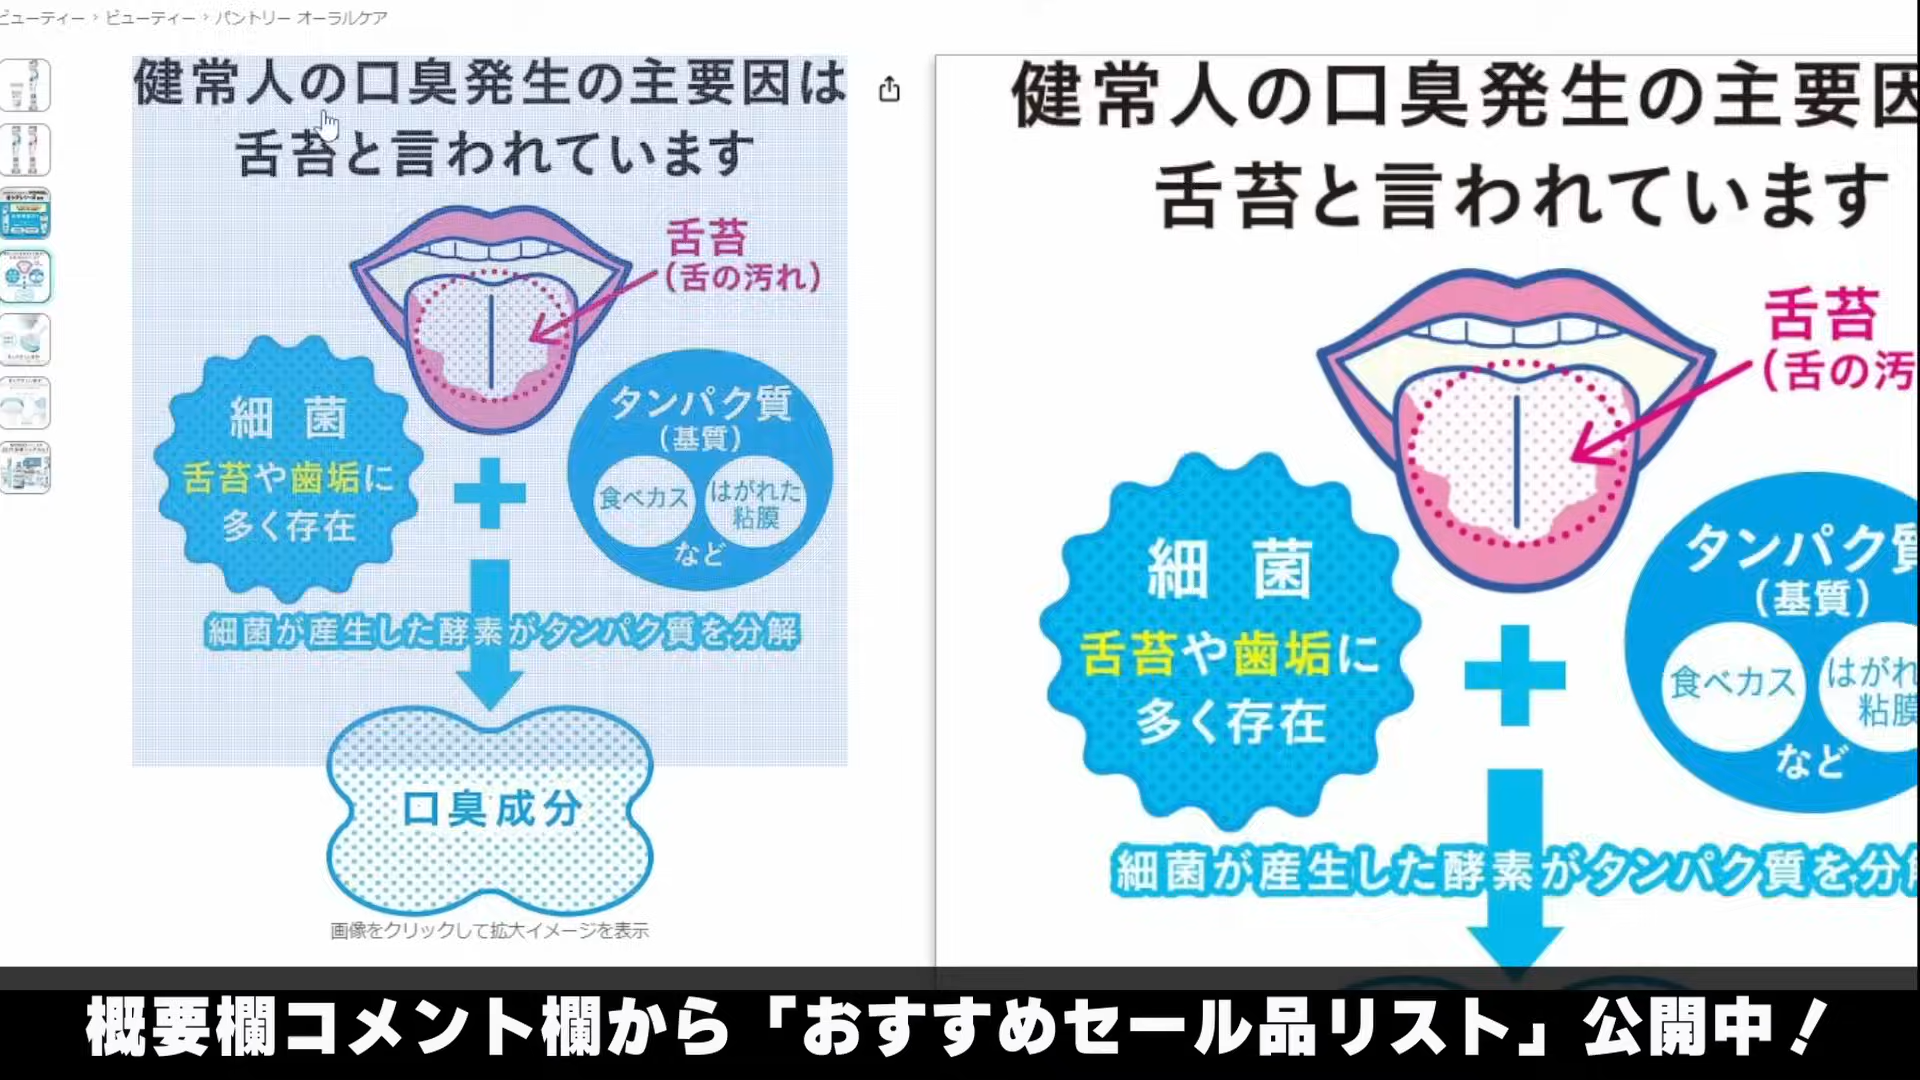 ビューティー › ビューティー › パントリー オーラルケア
健常人の口臭発生の主要因は
舌苔と言われています
舌苔
(舌の汚れ)
細菌
舌苔や歯垢に
多く存在
タンパク質
(基質)
食べカス
はがれた
粘膜
など
細菌が産生した酵素がタンパク質を分解
口臭成分
画像をクリックして拡大イメージを表示
健常人の口臭発生の主要因
舌苔と言われています
舌苔
(舌の汚
細菌
舌苔や歯垢に
多く存在
タンパク質
(基質)
食べカス
はがれ
粘膜
など
細菌が産生した酵素がタンパク質を分
概要欄コメント欄から「おすすめセール品リスト」公開中！